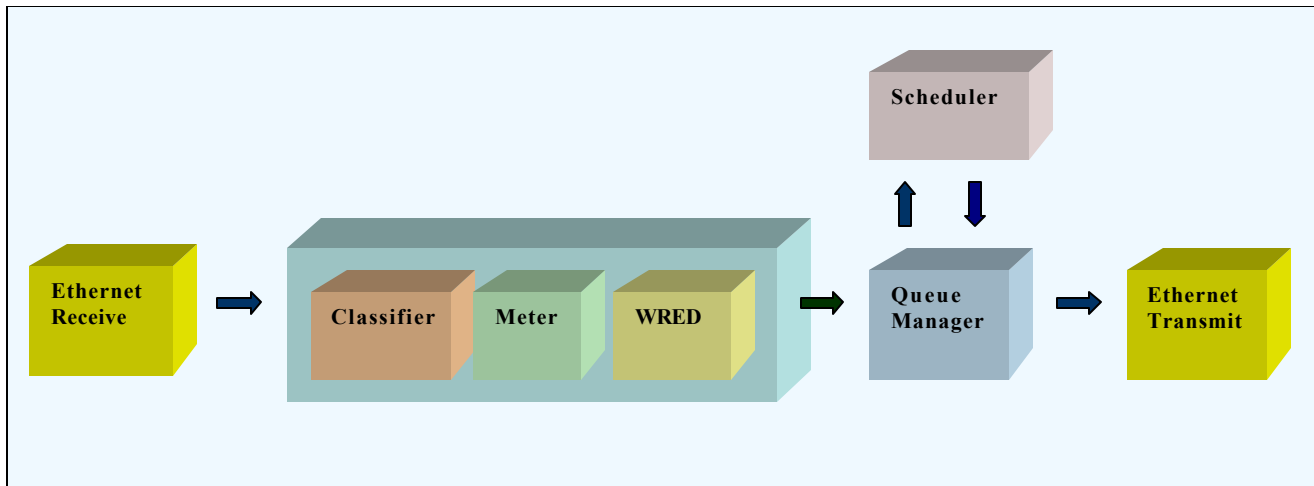 Scheduler
Ethernet
Receive
Classifier
Meter
WRED
Queue
Manager
Ethernet
Transmit